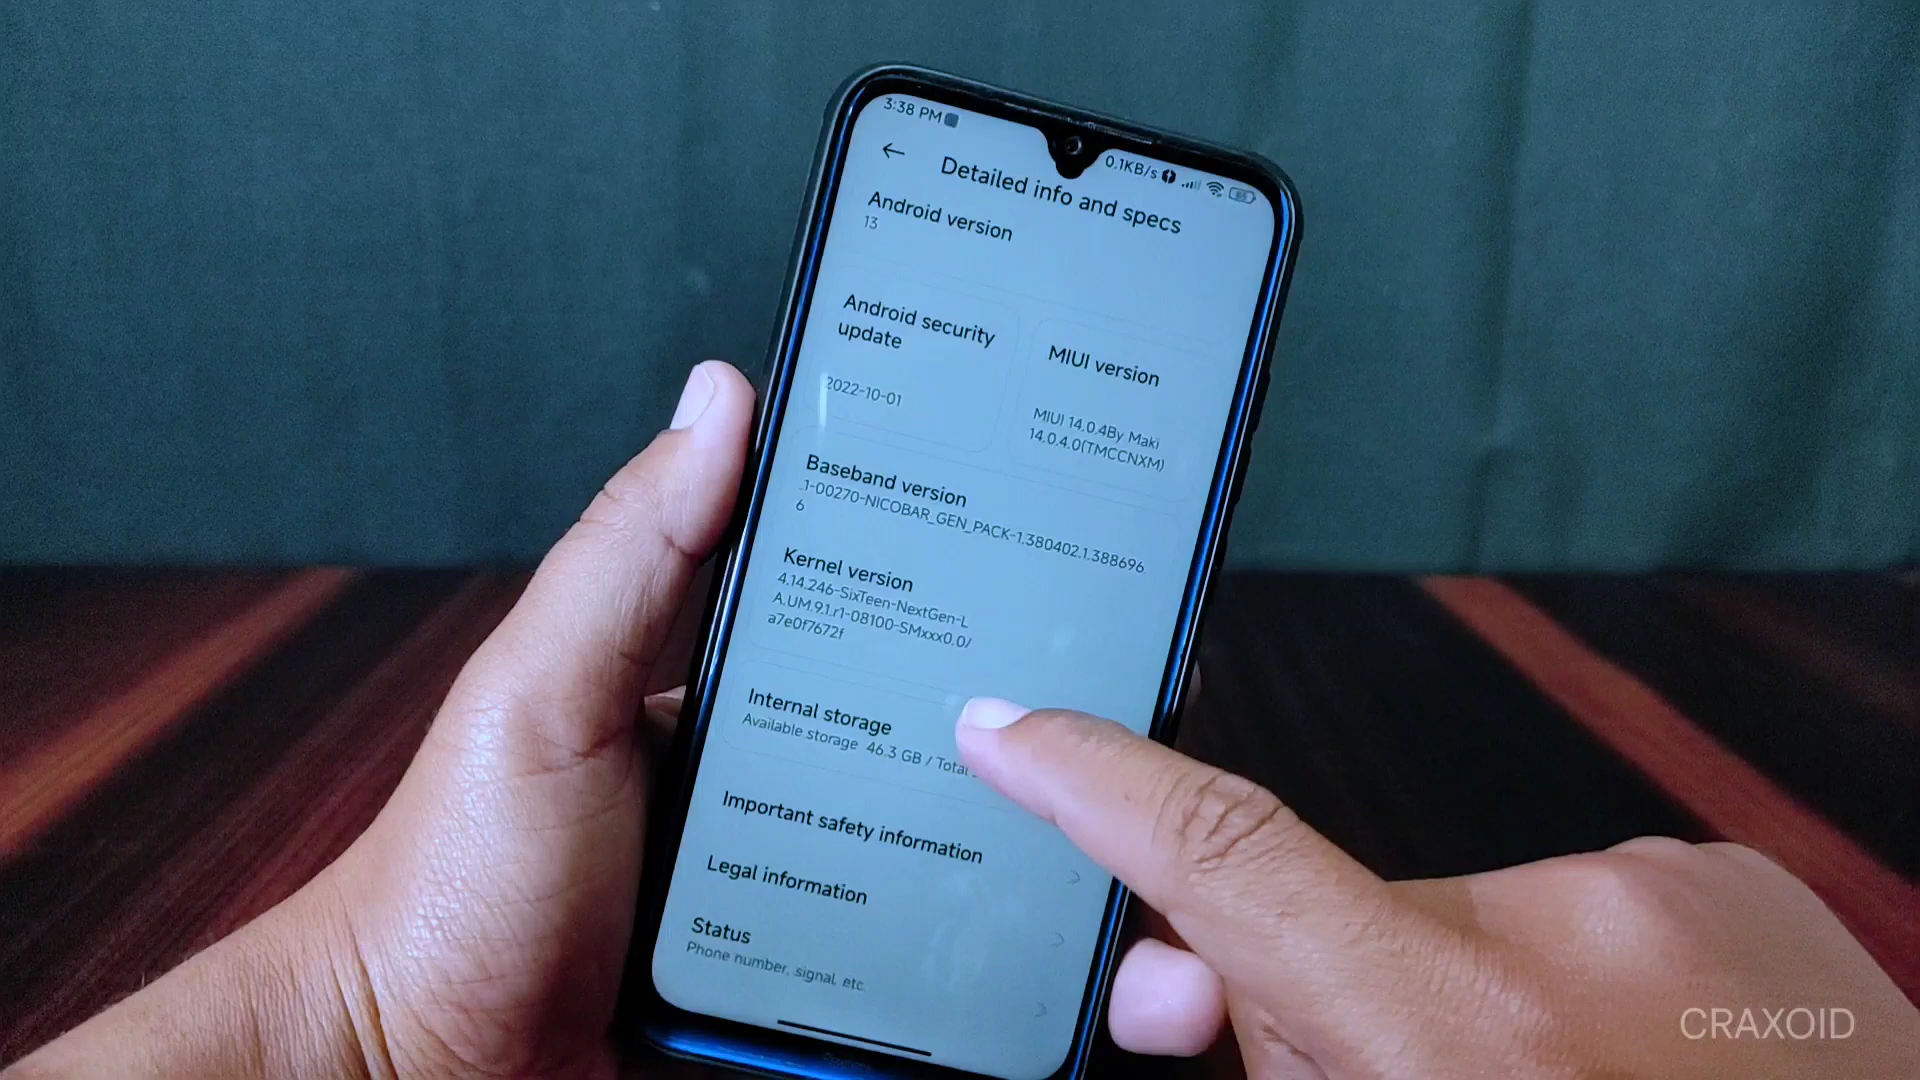 3:38 PM
0.1KB/s
Detailed info and specs
Android version
13
Android security
update
2022-10-01
MIUI version
MIUI 14.0.4By Maki
14.0.4.0(TMCCNXM)
Baseband version
.1-00270-NICOBAR_GEN_PACK-1.380402.1.388696.
6
Kernel version
4.14.246-SixTeen-NextGen-L
A.UM.9.1.r1-08100-SMxxx0.0/
a7e0f7672f
Internal storage
Available storage 46.3 GB / Total
Important safety information
Legal information
Status
Phone number, signal, etc.
CRAXOID